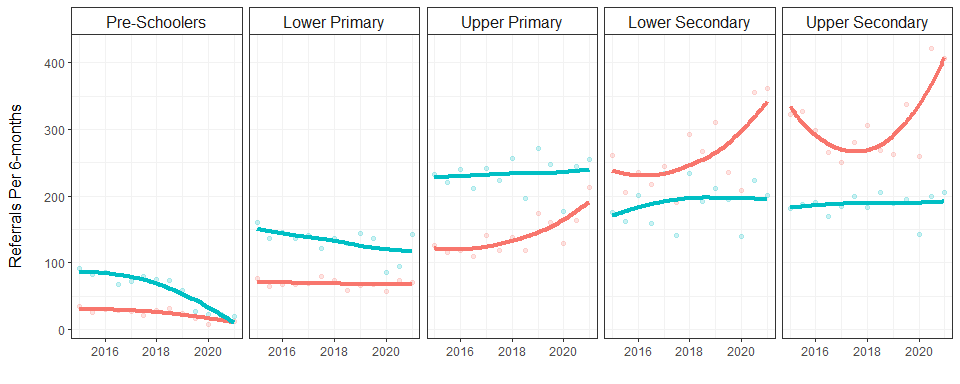 Pre-Schoolers
Lower Primary
Upper Primary
Lower Secondary
Upper Secondary
Referrals Per 6-months
400
300
200
100
0
2016 2018 2020
2016 2018 2020
2016 2018 2020
2016 2018 2020
2016 2018 2020